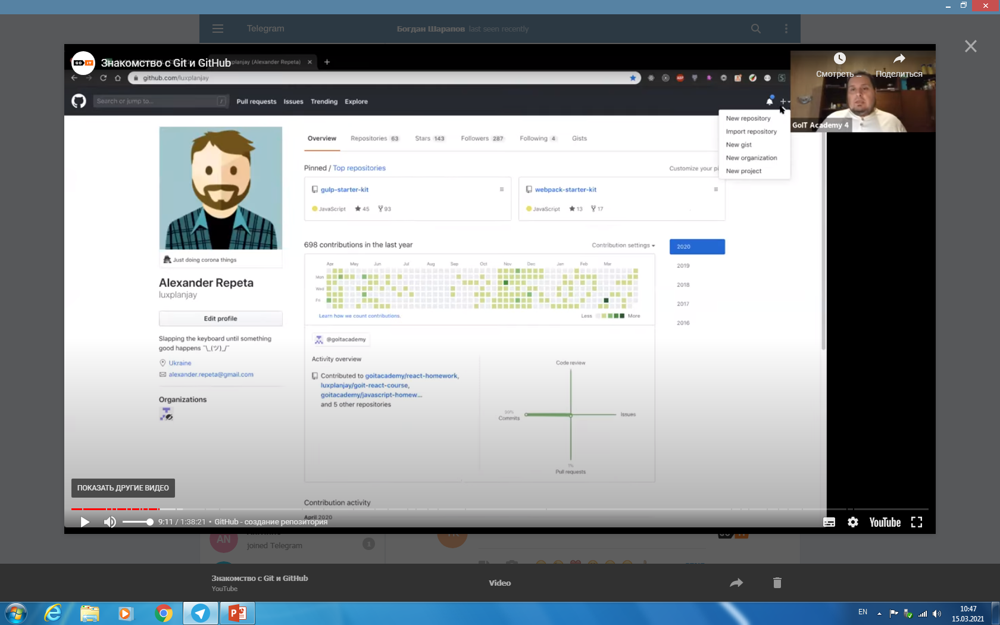 Telegram
Богдан Шарапов last seen recently
GO IT
Знакомство с Git и GitHub
planjay (Alexander Repeta)
Смотреть ...
Поделиться
github.com/luxplanjay
ABP
Search or jump to...
/
Pull requests
Issues
Trending
Explore
New repository
Import repository
New gist
New organization
New project
GoIT Academy 4
Overview
Repositories 63
Stars 143
Followers 287
Following 4
Gists
Pinned / Top repositories
Customize your pi
gulp-starter-kit
JavaScript 45 93
webpack-starter-kit
JavaScript 13 17
Just doing corona things
Alexander Repeta
luxplanjay
Edit profile
Slapping the keyboard until something
good happens ¯\_(ツ)_/¯
Ukraine
alexander.repeta@gmail.com
Organizations
698 contributions in the last year
Contribution settings
2020
2019
2018
2017
2016
Apr May Jun Jul Aug Sep Oct Nov Dec Jan Feb Mar
Mon
Wed
Fri
Learn how we count contributions.
Less More
@goitacademy
Activity overview
Contributed to goitacademy/react-homework,
luxplanjay/goit-react-course,
goitacademy/javascript-homew...
and 5 other repositories
Code review
99%
Commits
Issues
1%
Pull requests
Contribution activity
April 2020
ПОКАЗАТЬ ДРУГИЕ ВИДЕО
9:11 / 1:38:21 • GitHub - создание репозитория
YouTube
AN
joined Telegram
1
Знакомство с Git и GitHub
YouTube
Video
EN
10:47
15.03.2021